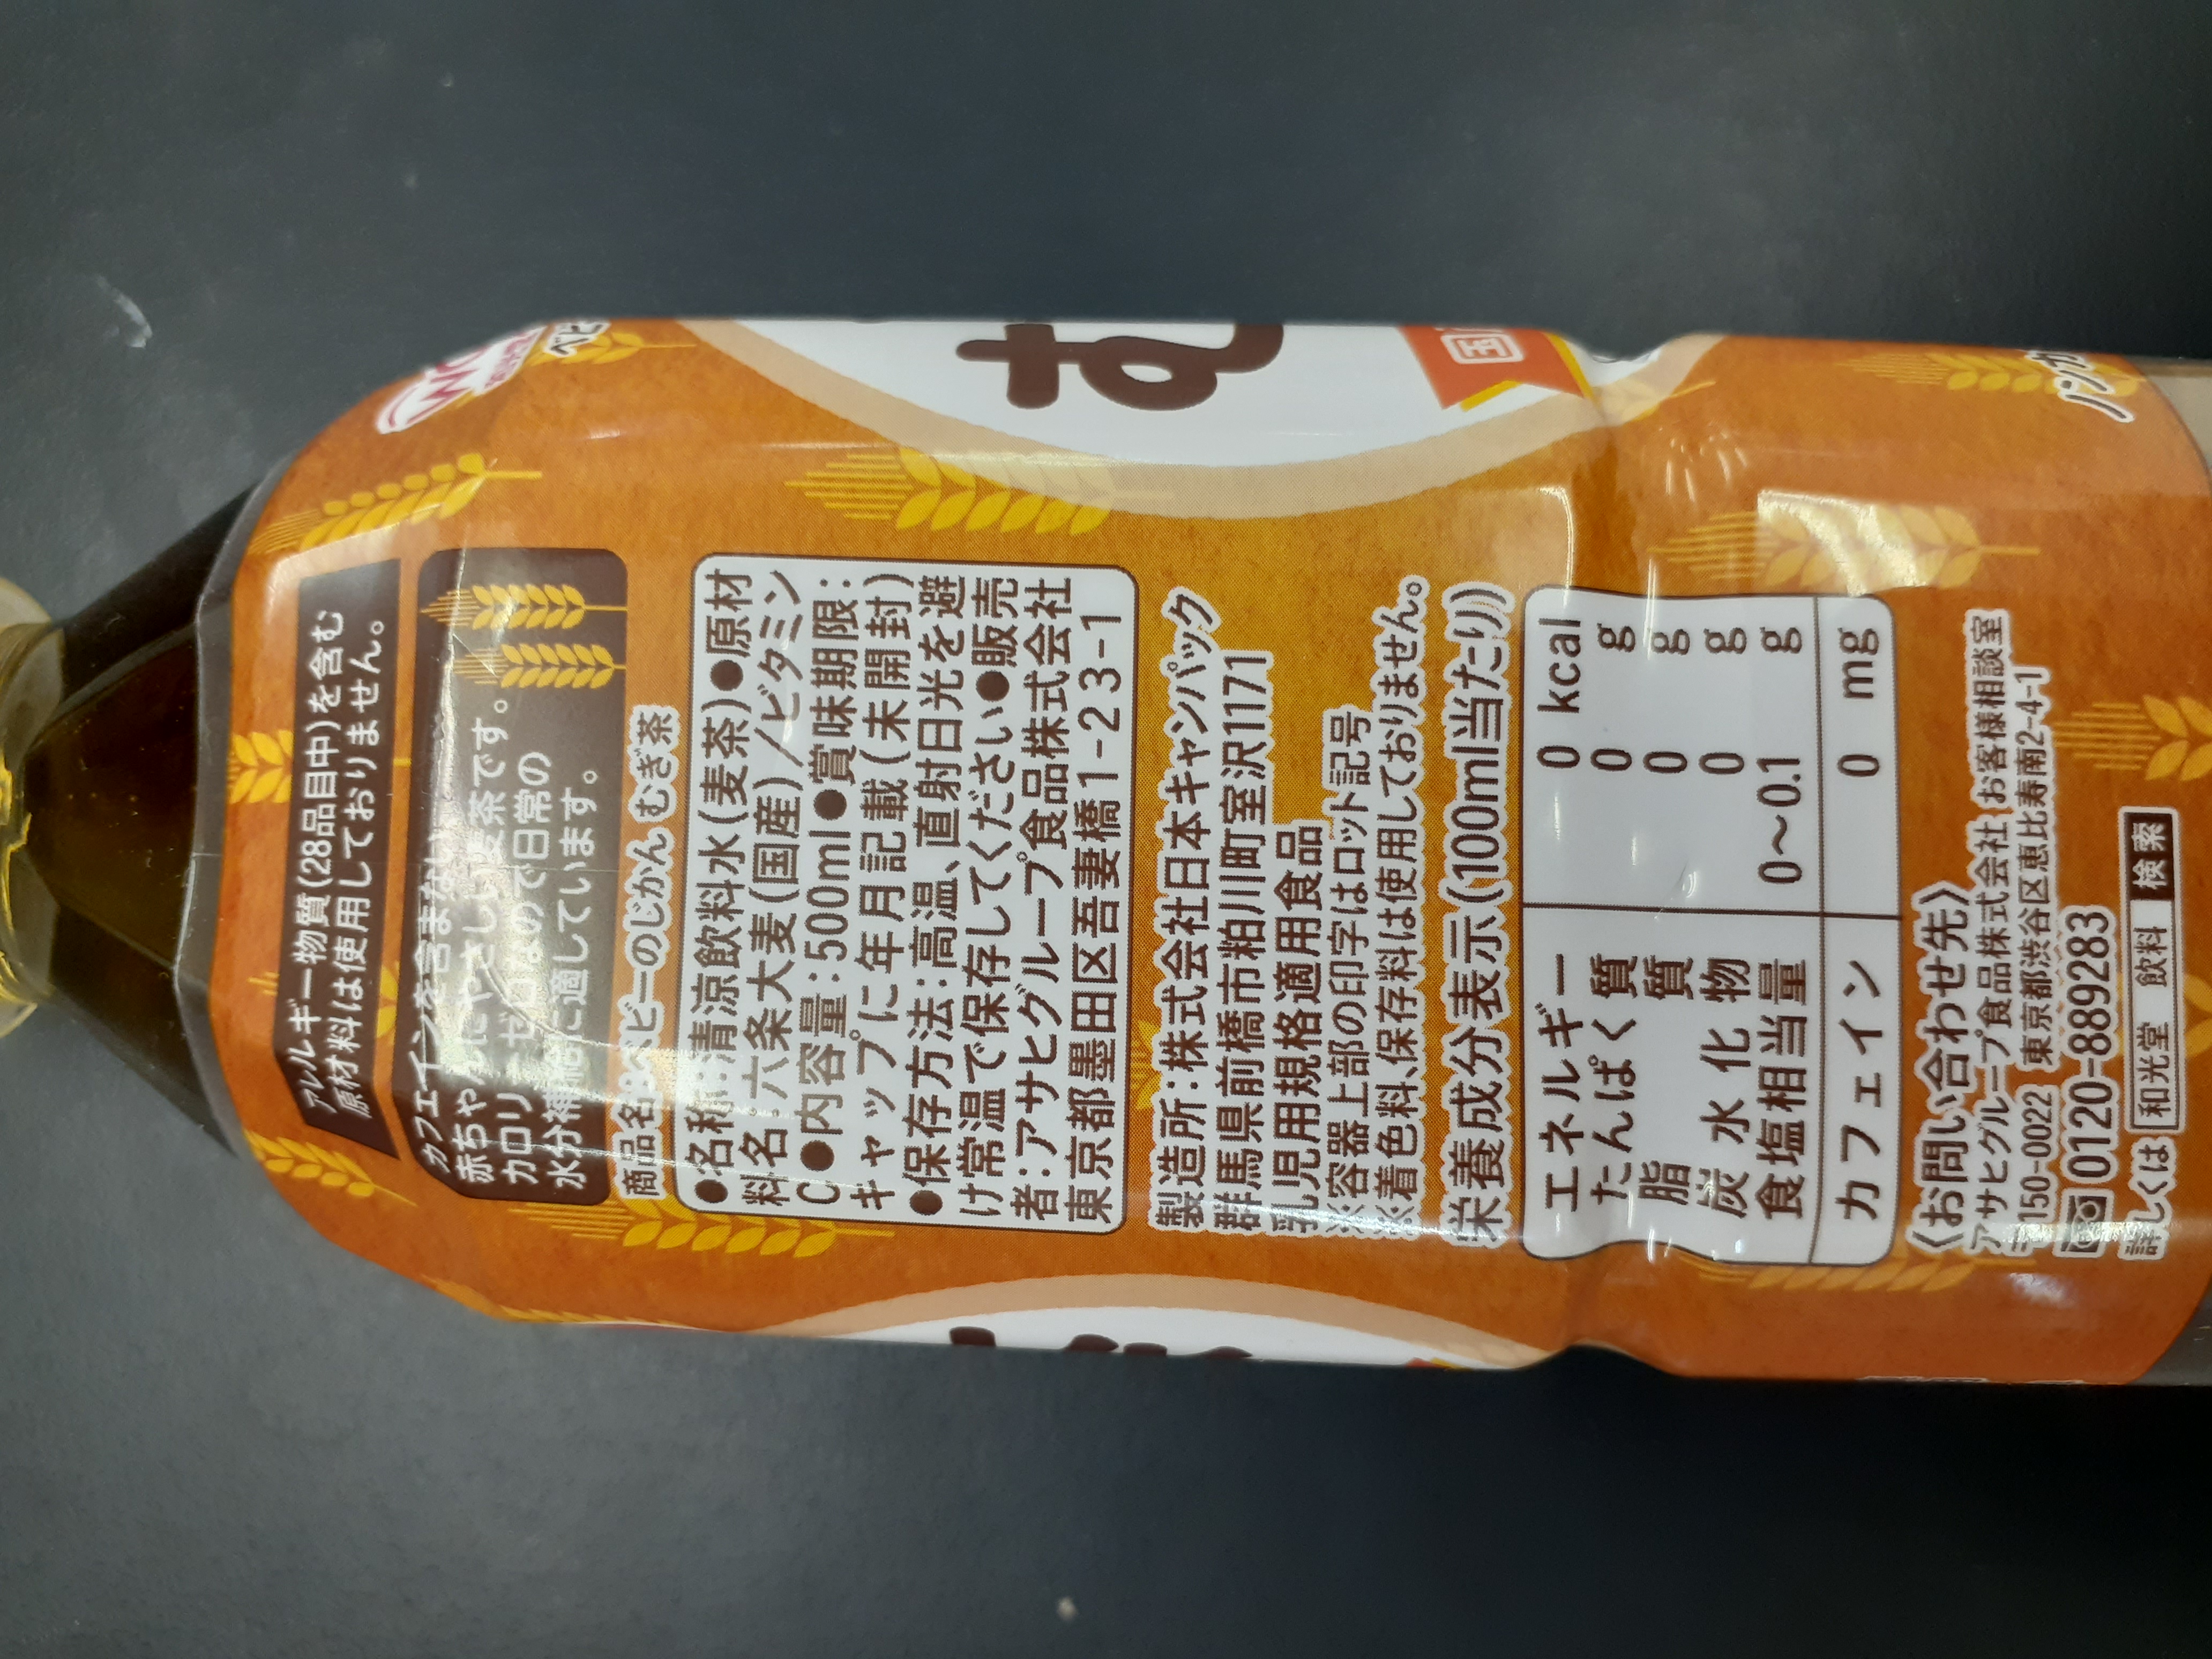 アレルギー物質(28品目中)を含む
原材料は使用しておりません。
カフェインを含まない
赤ちゃんにやさしい麦茶です。
カロリーゼロなので日常の
水分補給に適しています。
商品名:ベビーのじかん むぎ茶
●名称:清涼飲料水(麦茶)●原材
料名:六条大麦(国産)/ビタミン
C●内容量:500ml●賞味期限:
キャップに年月記載(未開封)
●保存方法:高温、直射日光を避
け常温で保存してください●販売
者:アサヒグループ食品株式会社
東京都墨田区吾妻橋1-23-1
製造所:株式会社日本キャンパック
群馬県前橋市粕川町室沢1171
乳児用規格適用食品
※容器上部の印字はロット記号
※着色料、保存料は使用しておりません。
栄養成分表示(100ml当たり)
エネルギー 0 kcal
たんぱく質 0 g
脂質 0 g
炭水化物 0 g
食塩相当量 0〜0.1 g
カフェイン 0 mg
〈お問い合わせ先〉
アサヒグループ食品株式会社 お客様相談室
〒150-0022 東京都渋谷区恵比寿南2-4-1
0120-889283
詳しくは 和光堂 飲料 検索
む